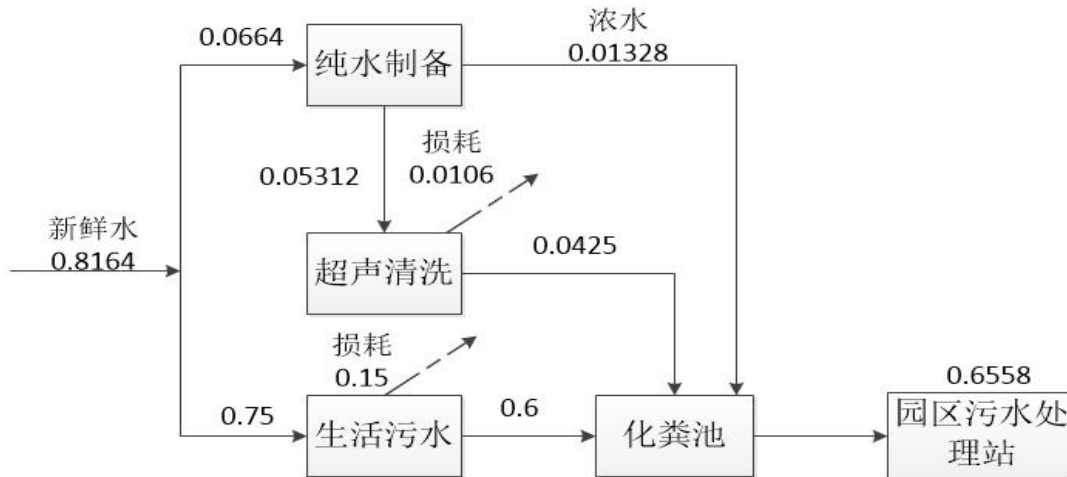 浓水
0.0664
纯水制备
0.01328
损耗
0.05312
0.0106
新鲜水
0.8164
超声清洗
0.0425
损耗
0.15
0.75
生活污水
0.6
化粪池
0.6558
园区污水处
理站